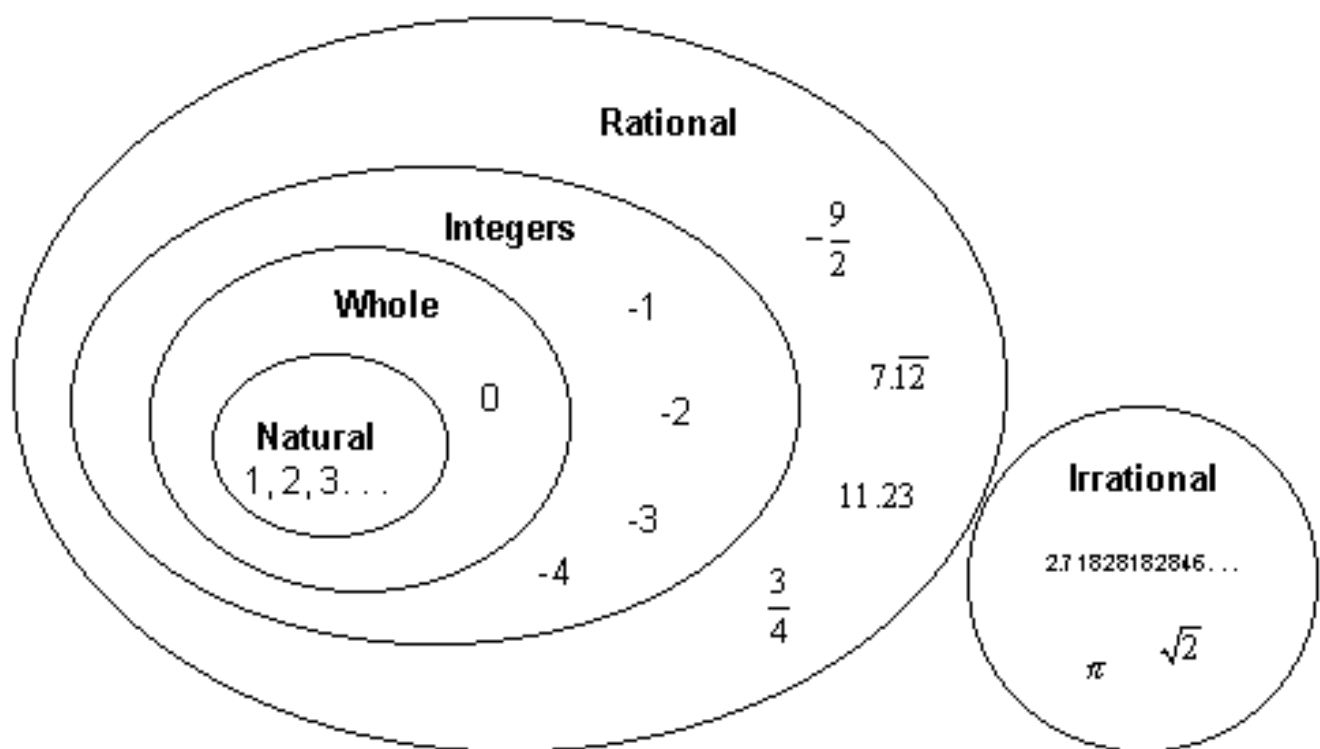 Rational
Integers
-9/2
Whole
-1
7.1̅2̅
0
-2
Natural
1, 2, 3. . .
11.23
Irrational
-3
-4
3/4
2.71828182846. . .
π
√2